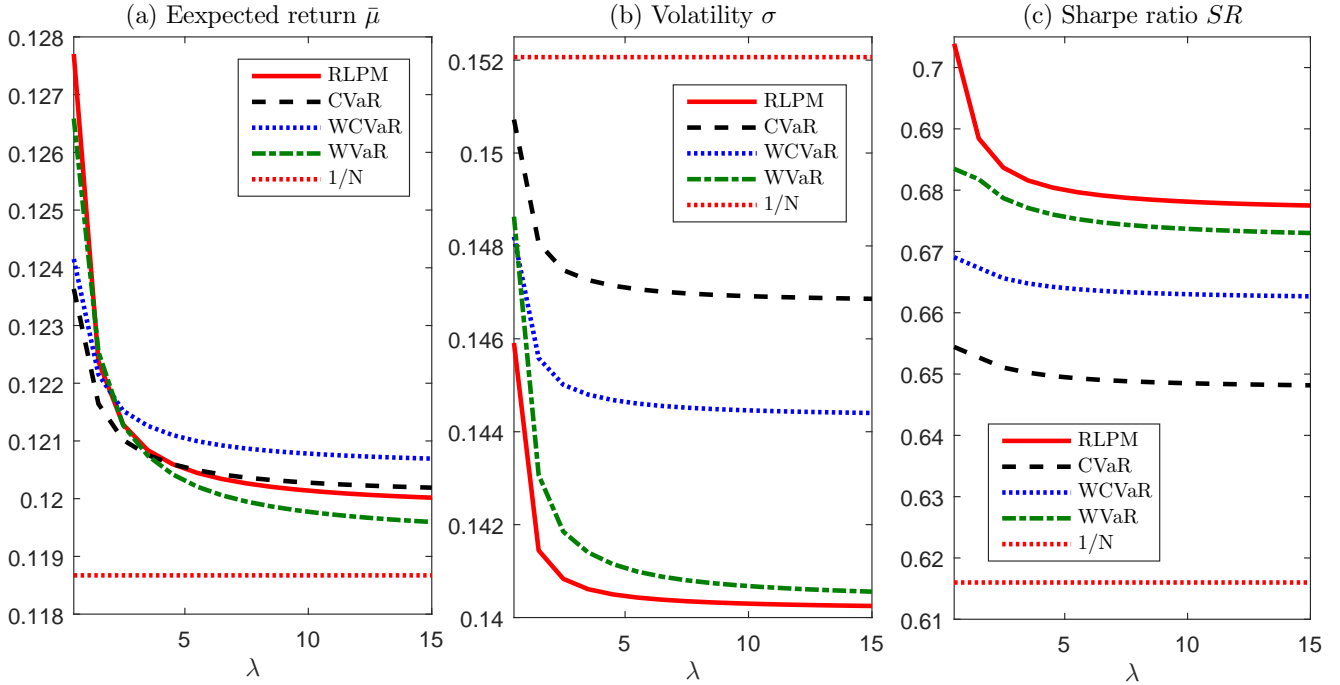 (a) Eexpected return μ̄
0.128
0.127
0.126
0.125
0.124
0.123
0.122
0.121
0.12
0.119
0.118
RLPM
CVaR
WCVaR
WVaR
1/N
5
10
15
λ
(b) Volatility σ
0.152
0.15
0.148
0.146
0.144
0.142
0.14
RLPM
CVaR
WCVaR
WVaR
1/N
5
10
15
λ
(c) Sharpe ratio SR
0.7
0.69
0.68
0.67
0.66
0.65
0.64
0.63
0.62
0.61
RLPM
CVaR
WCVaR
WVaR
1/N
5
10
15
λ